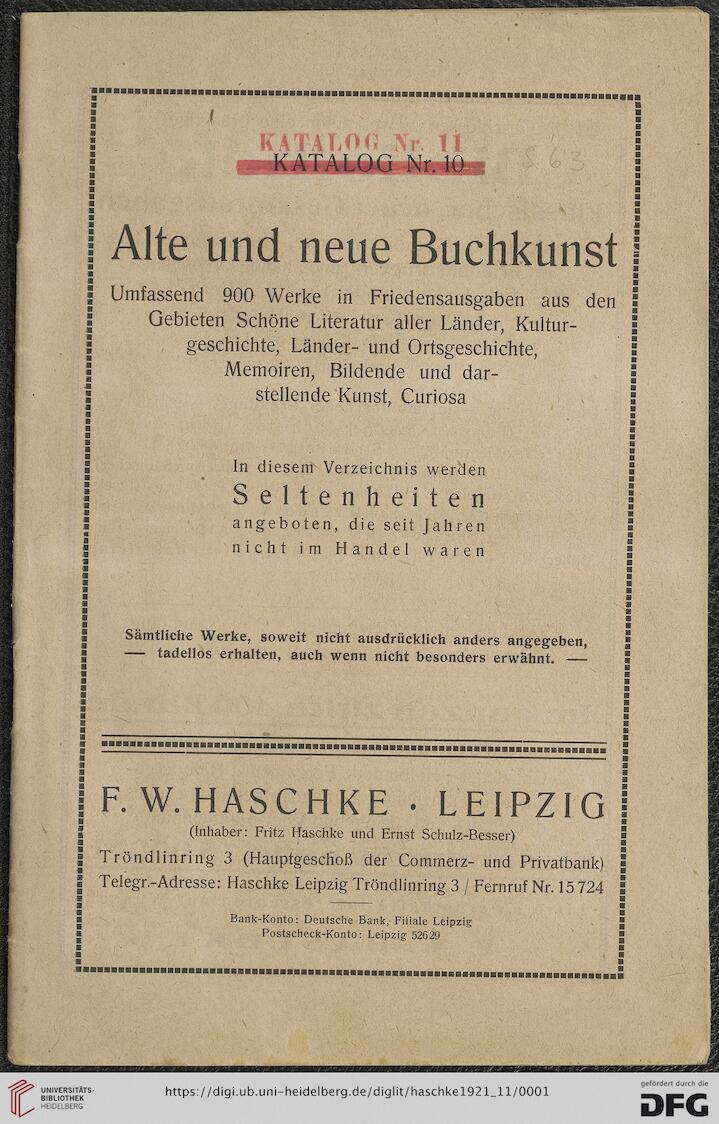 KATALOG Nr. 11
KATALOG Nr. 10
S. 63
Alte und neue Buchkunst
Umfassend 900 Werke in Friedensausgaben aus den
Gebieten Schöne Literatur aller Länder, Kultur-
geschichte, Länder- und Ortsgeschichte,
Memoiren, Bildende und dar-
stellende Kunst, Curiosa
In diesem Verzeichnis werden
Seltenheiten
angeboten, die seit Jahren
nicht im Handel waren
Sämtliche Werke, soweit nicht ausdrücklich anders angegeben,
— tadellos erhalten, auch wenn nicht besonders erwähnt. —
F. W. HASCHKE · LEIPZIG
(Inhaber: Fritz Haschke und Ernst Schulz-Besser)
Tröndlinring 3 (Hauptgeschoß der Commerz- und Privatbank)
Telegr.-Adresse: Haschke Leipzig Tröndlinring 3 / Fernruf Nr. 15724
Bank-Konto: Deutsche Bank, Filiale Leipzig
Postscheck-Konto: Leipzig 52629
UNIVERSITÄTS-
BIBLIOTHEK
HEIDELBERG
https://digi.ub.uni-heidelberg.de/diglit/haschke1921_11/0001
gefördert durch die
DFG